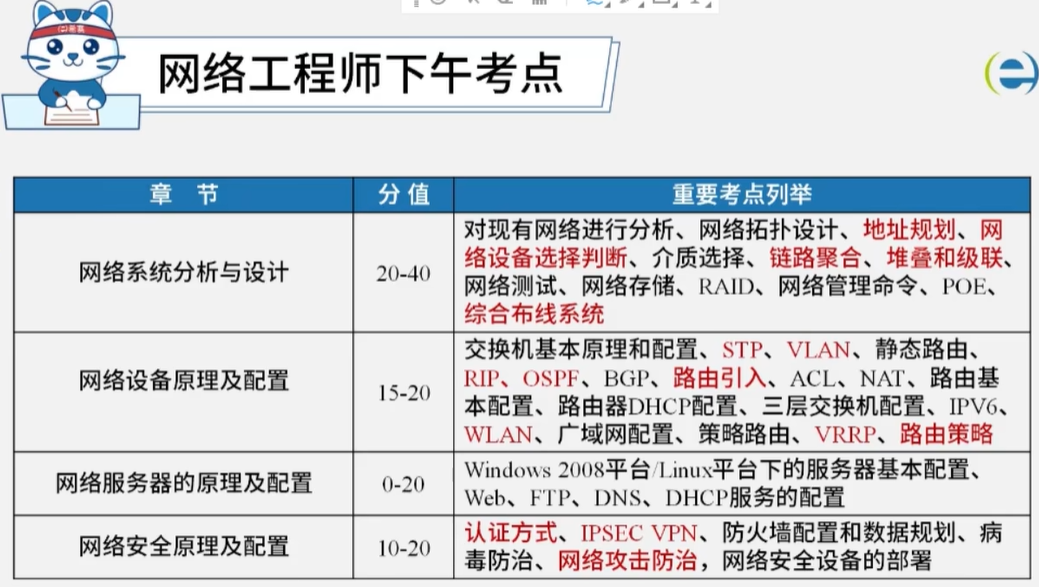 网络工程师下午考点
章 节 分 值 重要考点列举
网络系统分析与设计 20-40
对现有网络进行分析、网络拓扑设计、地址规划、网
络设备选择判断、介质选择、链路聚合、堆叠和级联、
网络测试、网络存储、RAID、网络管理命令、POE、
综合布线系统
网络设备原理及配置 15-20
交换机基本原理和配置、STP、VLAN、静态路由、
RIP、OSPF、BGP、路由引入、ACL、NAT、路由基
本配置、路由器DHCP配置、三层交换机配置、IPV6、
WLAN、广域网配置、策略路由、VRRP、路由策略
网络服务器的原理及配置 0-20
Windows 2008平台/Linux平台下的服务器基本配置、
Web、FTP、DNS、DHCP服务的配置
网络安全原理及配置 10-20
认证方式、IPSEC VPN、防火墙配置和数据规划、病
毒防治、网络攻击防治，网络安全设备的部署